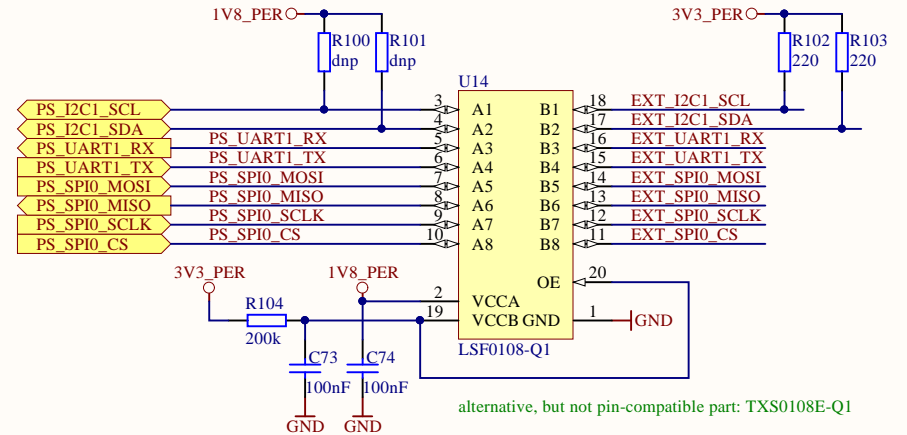 1V8_PER
3V3_PER
R100
dnp
R101
dnp
R102
220
R103
220
U14
PS_I2C1_SCL
3
A1
B1
18
EXT_I2C1_SCL
PS_I2C1_SDA
4
A2
B2
17
EXT_I2C1_SDA
PS_UART1_RX
PS_UART1_RX
5
A3
B3
16
EXT_UART1_RX
PS_UART1_TX
PS_UART1_TX
6
A4
B4
15
EXT_UART1_TX
PS_SPI0_MOSI
PS_SPI0_MOSI
7
A5
B5
14
EXT_SPI0_MOSI
PS_SPI0_MISO
PS_SPI0_MISO
8
A6
B6
13
EXT_SPI0_MISO
PS_SPI0_SCLK
PS_SPI0_SCLK
9
A7
B7
12
EXT_SPI0_SCLK
PS_SPI0_CS
PS_SPI0_CS
10
A8
B8
11
EXT_SPI0_CS
3V3_PER
1V8_PER
OE
20
R104
200k
2
VCCA
19
VCCB
GND
1
GND
LSF0108-Q1
C73
100nF
C74
100nF
GND
GND
alternative, but not pin-compatible part: TXS0108E-Q1